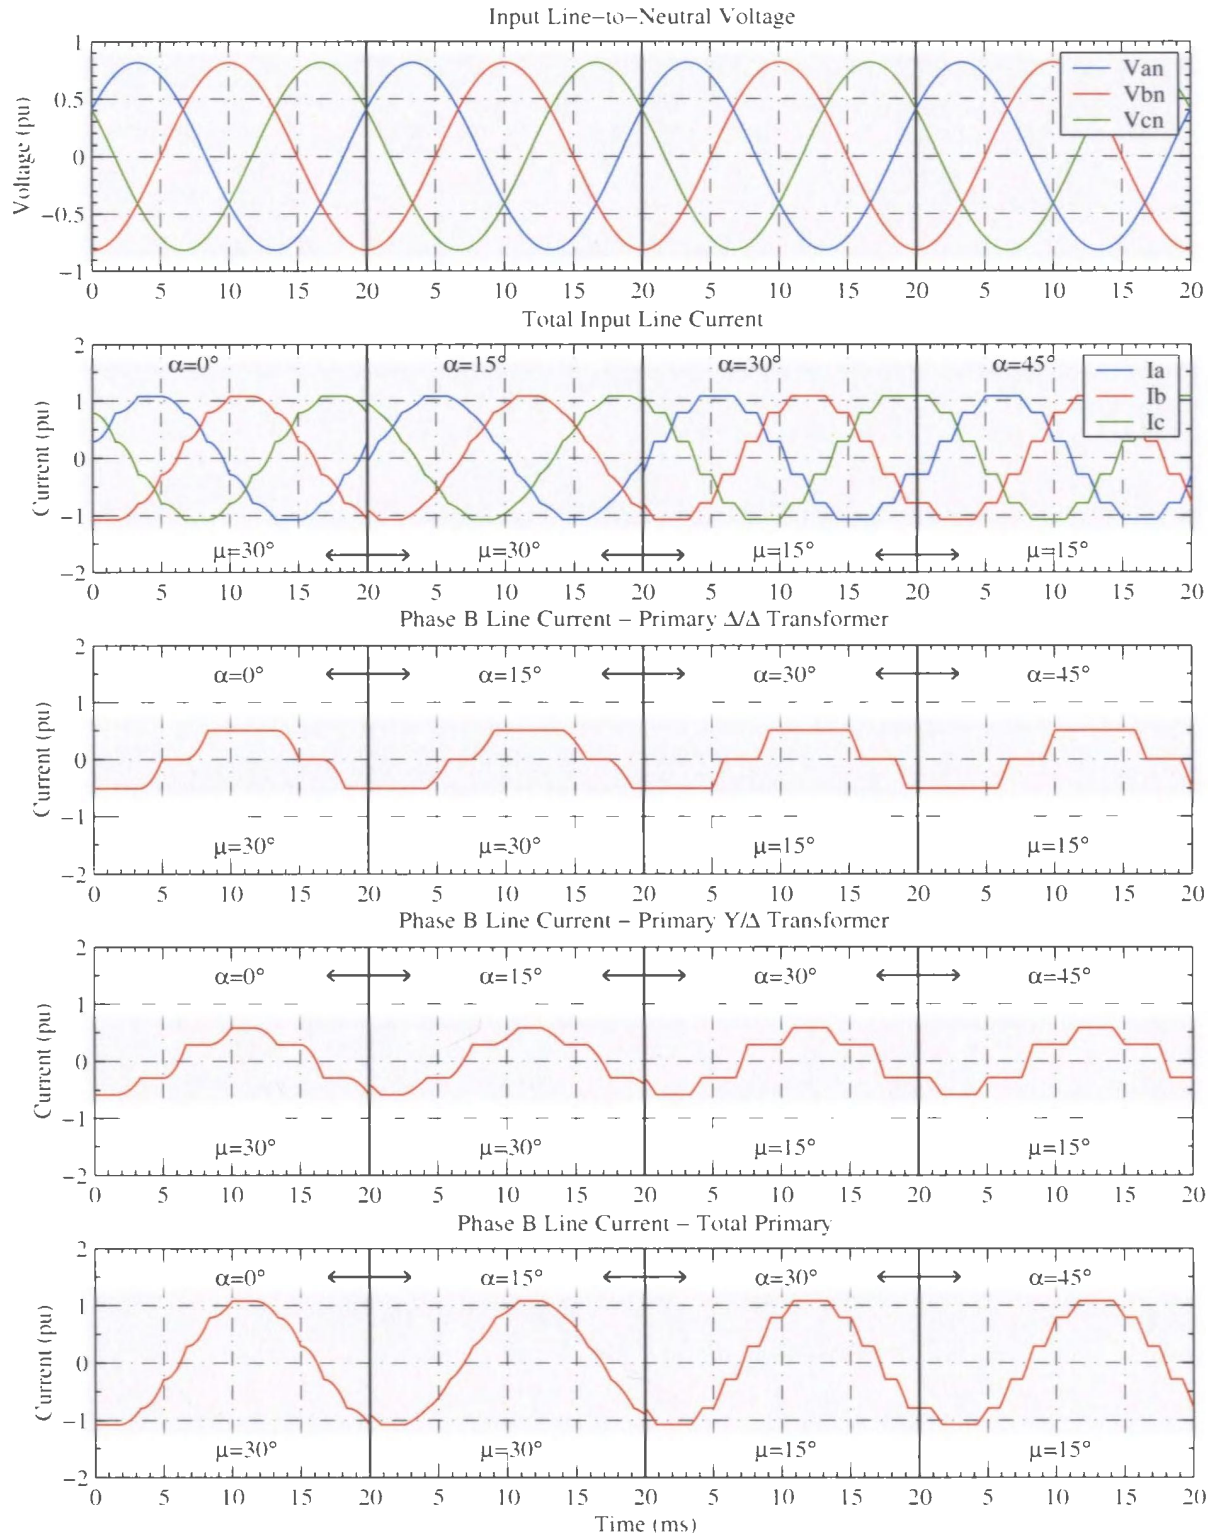 Input Line−to−Neutral Voltage
1
0.5
0
−0.5
−1
Voltage (pu)
Van
Vbn
Vcn
0 5 10 15 20 5 10 15 20 5 10 15 20 5 10 15 20
Total Input Line Current
2
1
0
−1
−2
Current (pu)
α=0° α=15° α=30° α=45°
Ia
Ib
Ic
μ=30° μ=30° μ=15° μ=15°
0 5 10 15 20 5 10 15 20 5 10 15 20 5 10 15 20
Phase B Line Current − Primary Δ/Δ Transformer
2
1
0
−1
−2
Current (pu)
α=0° α=15° α=30° α=45°
μ=30° μ=30° μ=15° μ=15°
0 5 10 15 20 5 10 15 20 5 10 15 20 5 10 15 20
Phase B Line Current − Primary Y/Δ Transformer
2
1
0
−1
−2
Current (pu)
α=0° α=15° α=30° α=45°
μ=30° μ=30° μ=15° μ=15°
0 5 10 15 20 5 10 15 20 5 10 15 20 5 10 15 20
Phase B Line Current − Total Primary
2
1
0
−1
−2
Current (pu)
α=0° α=15° α=30° α=45°
μ=30° μ=30° μ=15° μ=15°
0 5 10 15 20 5 10 15 20 5 10 15 20 5 10 15 20
Time (ms)